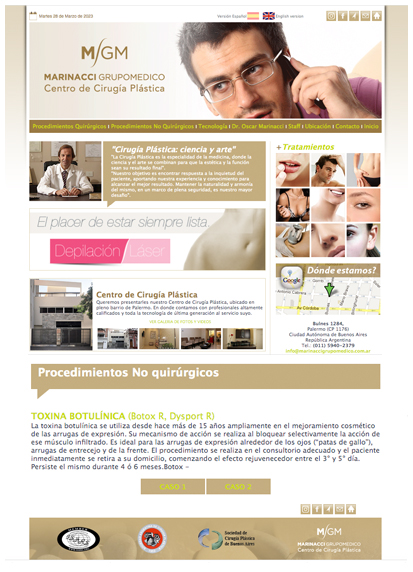 Martes 28 de Marzo de 2023
Versión Español
English version
M/GM
MARINACCI GRUPOMEDICO
Centro de Cirugía Plástica
Procedimientos Quirúrgicos I Procedimientos No Quirúrgicos I Tecnología I Dr. Oscar Marinacci I Staff I Ubicación I Contacto I Inicio
"Cirugía Plástica: ciencia y arte"
"La Cirugía Plástica es la especialidad de la medicina, donde la
ciencia y el arte se combinan para que la estética y la función
sean su resultado final".
"Nuestro objetivo es encontrar respuesta a la inquietud del
paciente, aportando nuestra experiencia y conocimiento para
alcanzar el mejor resultado. Mantener la naturalidad y armonía
del mismo, en un marco de plena seguridad, es nuestro mayor
desafío".
+Tratamientos
El placer de estar siempre lista.
Depilación Láser
Centro de Cirugía Plástica
Queremos presentarles nuestro Centro de Cirugía Plástica, ubicado en
pleno barrio de Palermo. En donde contamos con profesionales altamente
calificados y toda la tecnología de última generación al servicio suyo.
VER GALERIA DE FOTOS Y VIDEOS
Google
Dónde estamos?
Av Córdoba
Bulnes 1284,
Palermo (CP 1176)
Ciudad Autónoma de Buenos Aires
República Argentina
Tel.: (011) 5940-2379
info@marinaccigrupomedico.com.ar
Procedimientos No quirúrgicos
TOXINA BOTULÍNICA (Botox R, Dysport R)
La toxina botulínica se utiliza desde hace más de 15 años ampliamente en el mejoramiento cosmético
de las arrugas de expresión. Su mecanismo de acción se realiza al bloquear selectivamente la acción de
ese músculo infiltrado. Es ideal para las arrugas de expresión alrededor de los ojos ("patas de gallo"),
arrugas de entrecejo y de la frente. El procedimiento se realiza en el consultorio adecuado y el paciente
inmediatamente se retira a su domicilio, comenzando el efecto rejuvenecedor entre el 3° y 5° día.
Persiste el mismo durante 4 ó 6 meses.Botox -
CASO 1
CASO 2
Sociedad de
Cirugía Plástica
de Buenos Aires
M/GM
MARINACCI GRUPOMEDICO
Centro de Cirugía Plástica